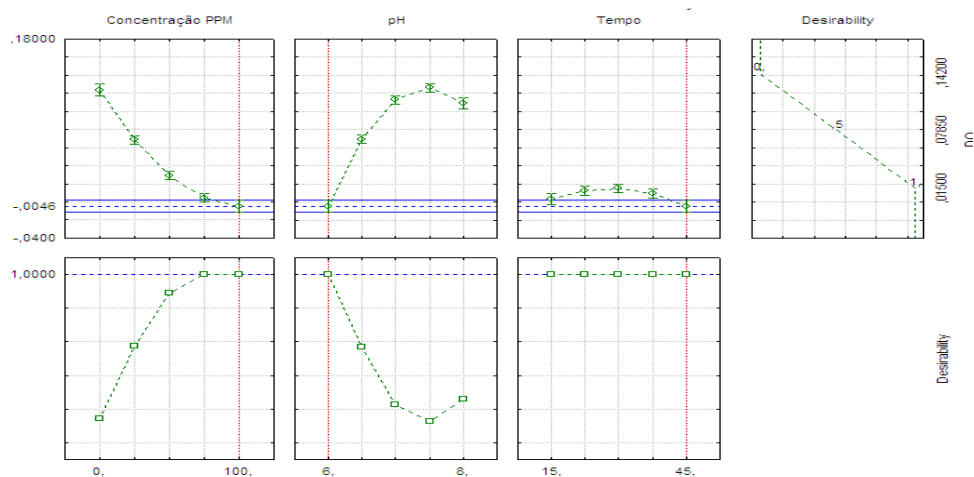 Concentração PPM
pH
Tempo
Desirability
,18000
-,0046
-,0400
0,
,5
1,
,14200
,07850
,01500
DO
1,0000
Desirability
0,
100,
6,
8,
15,
45,